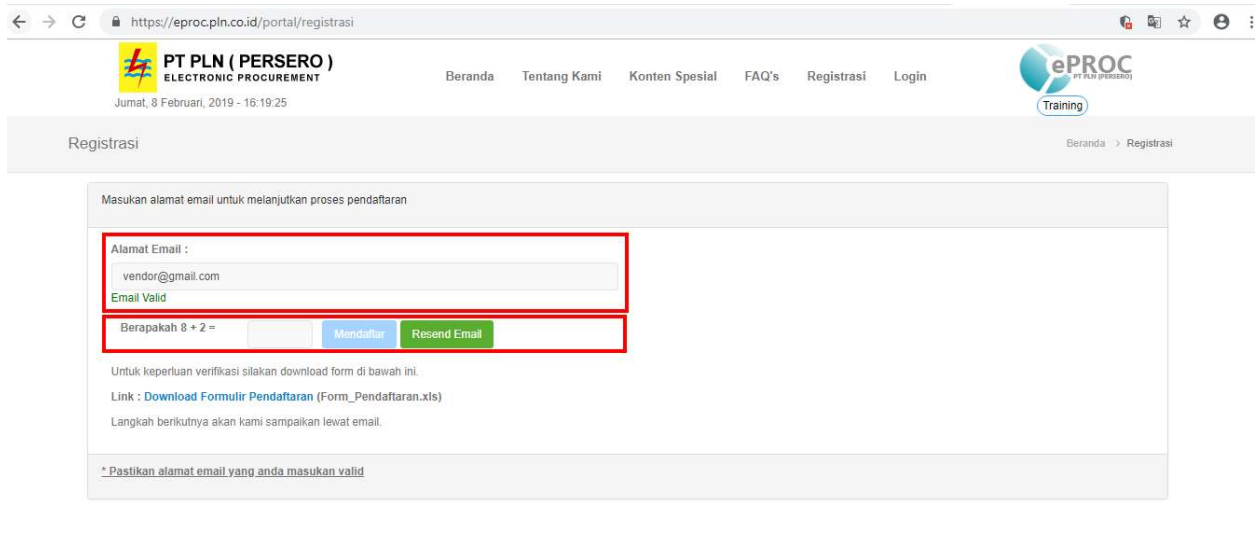 https://eproc.pln.co.id/portal/registrasi
PT PLN ( PERSERO )
ELECTRONIC PROCUREMENT
Beranda Tentang Kami Konten Spesial FAQ's Registrasi Login
ePROC
PT PLN (PERSERO)
Jumat, 8 Februari, 2019 - 16:19:25
Training
Registrasi
Beranda > Registrasi
Masukan alamat email untuk melanjutkan proses pendaftaran
Alamat Email :
vendor@gmail.com
Email Valid
Berapakah 8 + 2 = Mendaftar Resend Email
Untuk keperluan verifikasi silakan download form di bawah ini.
Link : Download Formulir Pendaftaran (Form_Pendaftaran.xls)
Langkah berikutnya akan kami sampaikan lewat email.
* Pastikan alamat email yang anda masukan valid